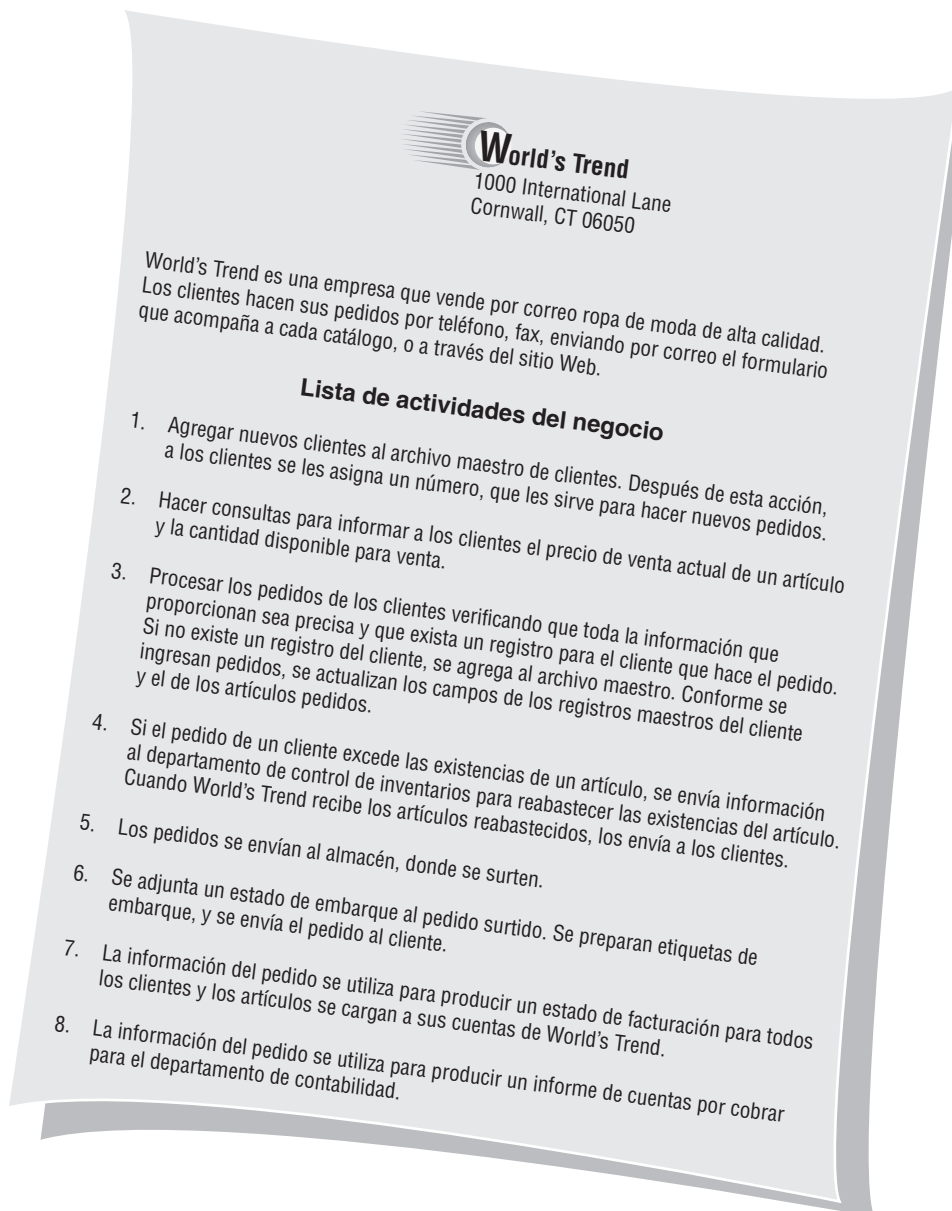 World's Trend
1000 International Lane
Cornwall, CT 06050
World's Trend es una empresa que vende por correo ropa de moda de alta calidad.
Los clientes hacen sus pedidos por teléfono, fax, enviando por correo el formulario
que acompaña a cada catálogo, o a través del sitio Web.
Lista de actividades del negocio
1. Agregar nuevos clientes al archivo maestro de clientes. Después de esta acción,
a los clientes se les asigna un número, que les sirve para hacer nuevos pedidos.
2. Hacer consultas para informar a los clientes el precio de venta actual de un artículo
y la cantidad disponible para venta.
3. Procesar los pedidos de los clientes verificando que toda la información que
proporcionan sea precisa y que exista un registro para el cliente que hace el pedido.
Si no existe un registro del cliente, se agrega al archivo maestro. Conforme se
ingresan pedidos, se actualizan los campos de los registros maestros del cliente
y el de los artículos pedidos.
4. Si el pedido de un cliente excede las existencias de un artículo, se envía información
al departamento de control de inventarios para reabastecer las existencias del artículo.
Cuando World's Trend recibe los artículos reabastecidos, los envía a los clientes.
5. Los pedidos se envían al almacén, donde se surten.
6. Se adjunta un estado de embarque al pedido surtido. Se preparan etiquetas de
embarque, y se envía el pedido al cliente.
7. La información del pedido se utiliza para producir un estado de facturación para todos
los clientes y los artículos se cargan a sus cuentas de World's Trend.
8. La información del pedido se utiliza para producir un informe de cuentas por cobrar
para el departamento de contabilidad.